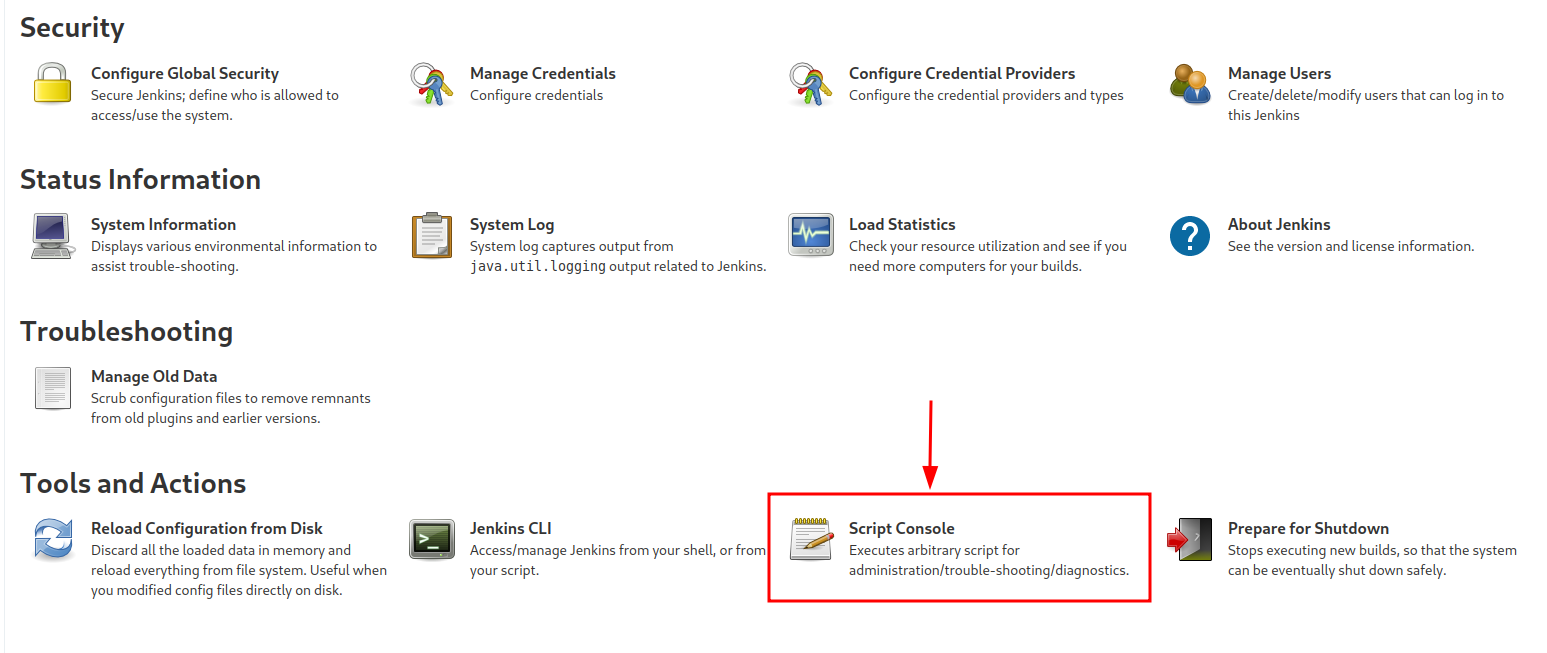 Security
Configure Global Security
Secure Jenkins; define who is allowed to
access/use the system.
Manage Credentials
Configure credentials
Configure Credential Providers
Configure the credential providers and types
Manage Users
Create/delete/modify users that can log in to
this Jenkins
Status Information
System Information
Displays various environmental information to
assist trouble-shooting.
System Log
System log captures output from
java.util.logging output related to Jenkins.
Load Statistics
Check your resource utilization and see if you
need more computers for your builds.
About Jenkins
See the version and license information.
Troubleshooting
Manage Old Data
Scrub configuration files to remove remnants
from old plugins and earlier versions.
Tools and Actions
Reload Configuration from Disk
Discard all the loaded data in memory and
reload everything from file system. Useful when
you modified config files directly on disk.
Jenkins CLI
Access/manage Jenkins from your shell, or from
your script.
Script Console
Executes arbitrary script for
administration/trouble-shooting/diagnostics.
Prepare for Shutdown
Stops executing new builds, so that the system
can be eventually shut down safely.